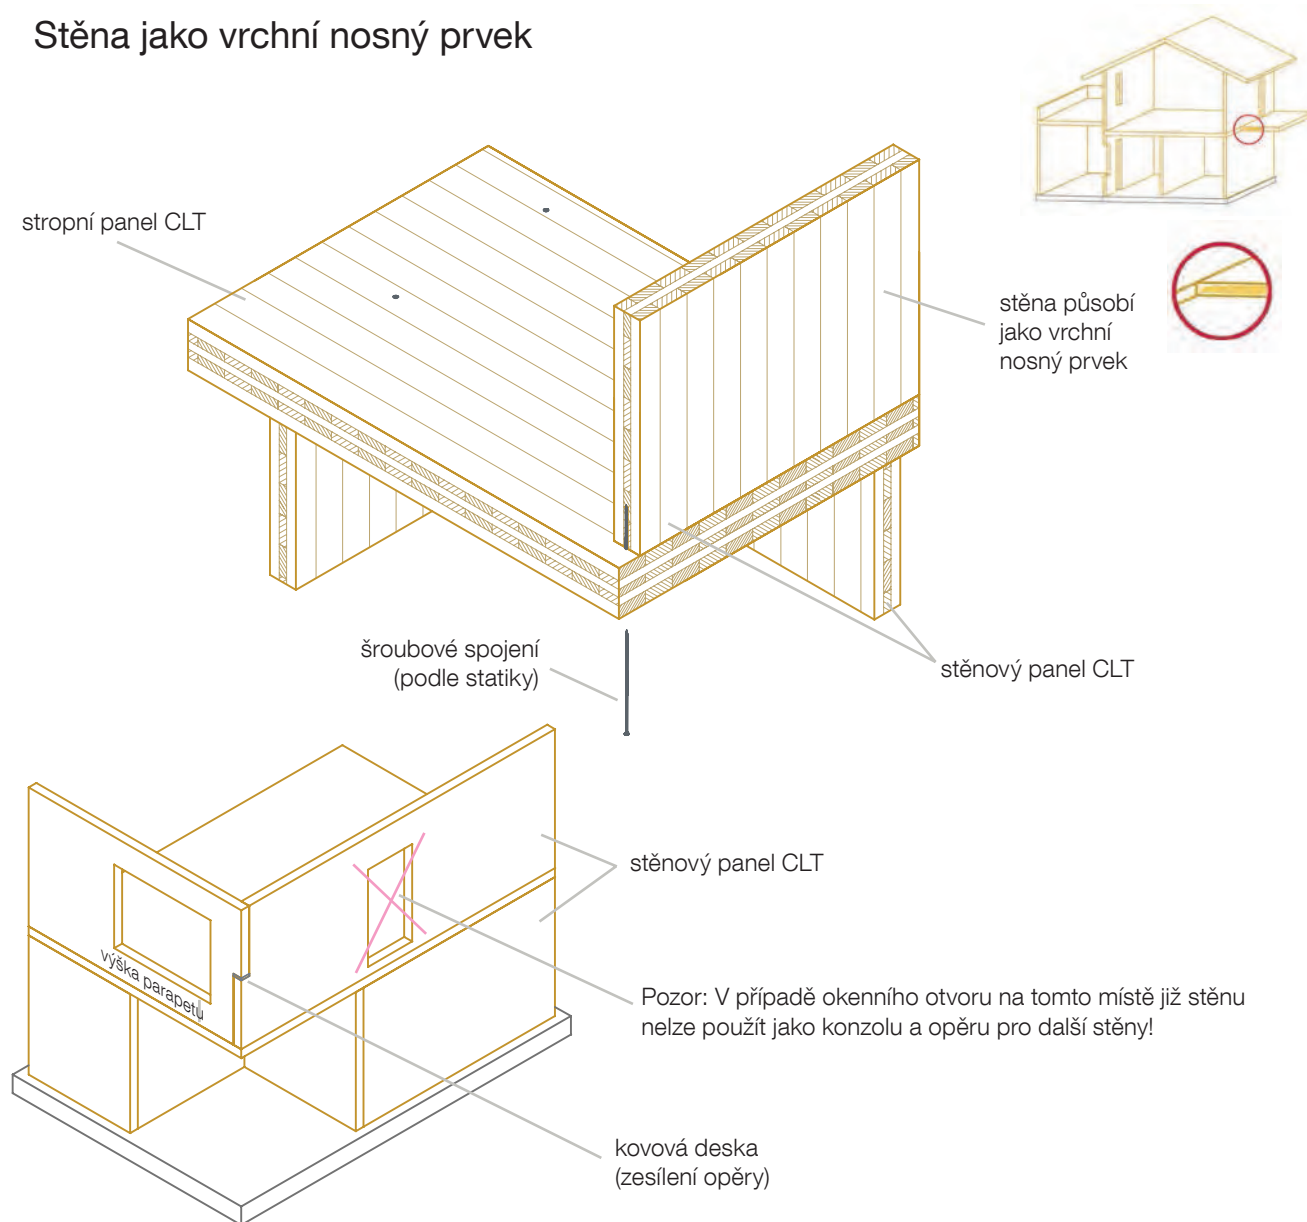 Stěna jako vrchní nosný prvek
stropní panel CLT
stěna působí
jako vrchní
nosný prvek
šroubové spojení
(podle statiky)
stěnový panel CLT
stěnový panel CLT
výška parapetů
Pozor: V případě okenního otvoru na tomto místě již stěnu
nelze použít jako konzolu a opěru pro další stěny!
kovová deska
(zesílení opěry)